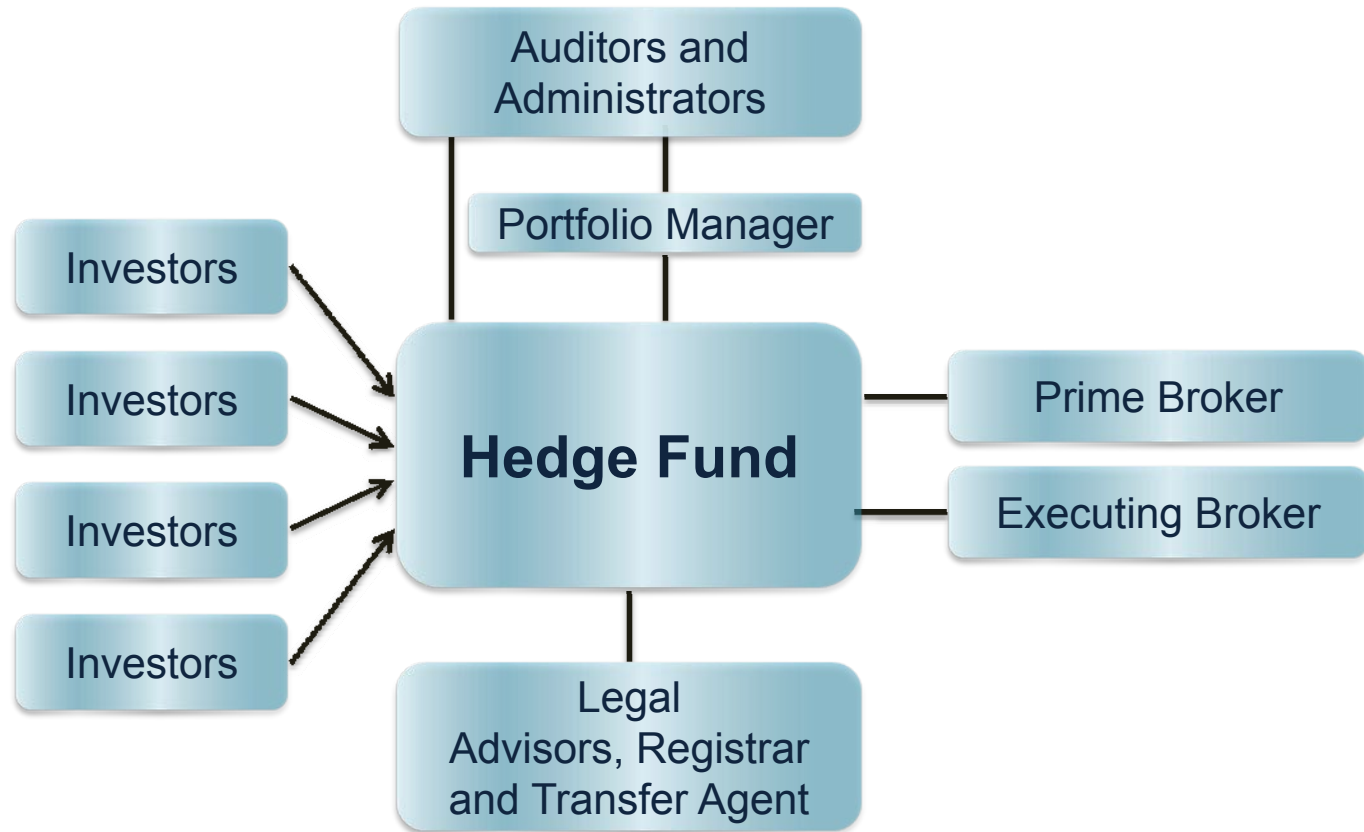 Auditors and
Administrators
Portfolio Manager
Investors
Investors
Investors
Investors
Hedge Fund
Prime Broker
Executing Broker
Legal
Advisors, Registrar
and Transfer Agent